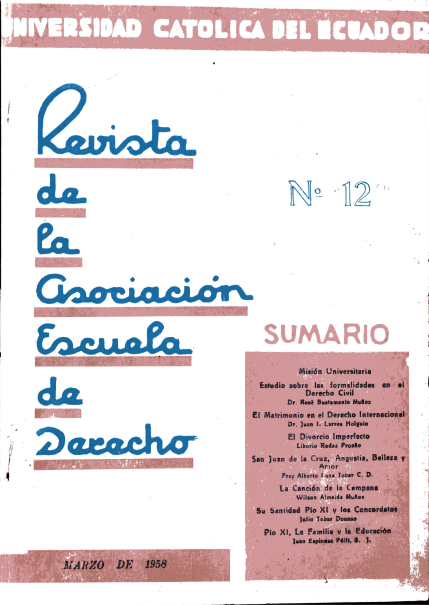 UNIVERSIDAD CATOLICA DEL ECUADOR
Revista
de
la
Asociación
Escuela
de
Derecho
Nº 12
SUMARIO
Misión Universitaria
Estudio sobre las formalidades en el
Derecho Civil
Dr. René Bustamante Muñoz
El Matrimonio en el Derecho Internacional
Dr. Juan I. Larrea Holguín
El Divorcio Imperfecto
Liborio Rodas
San Juan de la Cruz, Angustia, Belleza y
Amor
Fray Alberto Luna Tobar C. D.
La Canción de la Campana
Wilson Almeida Muñoz
Su Santidad Pío XI y los Concordatos
Julio Tobar Donoso
Pío XI, La Familia y la Educación
Juan Espinosa Pólit, S. J.
MARZO DE 1958